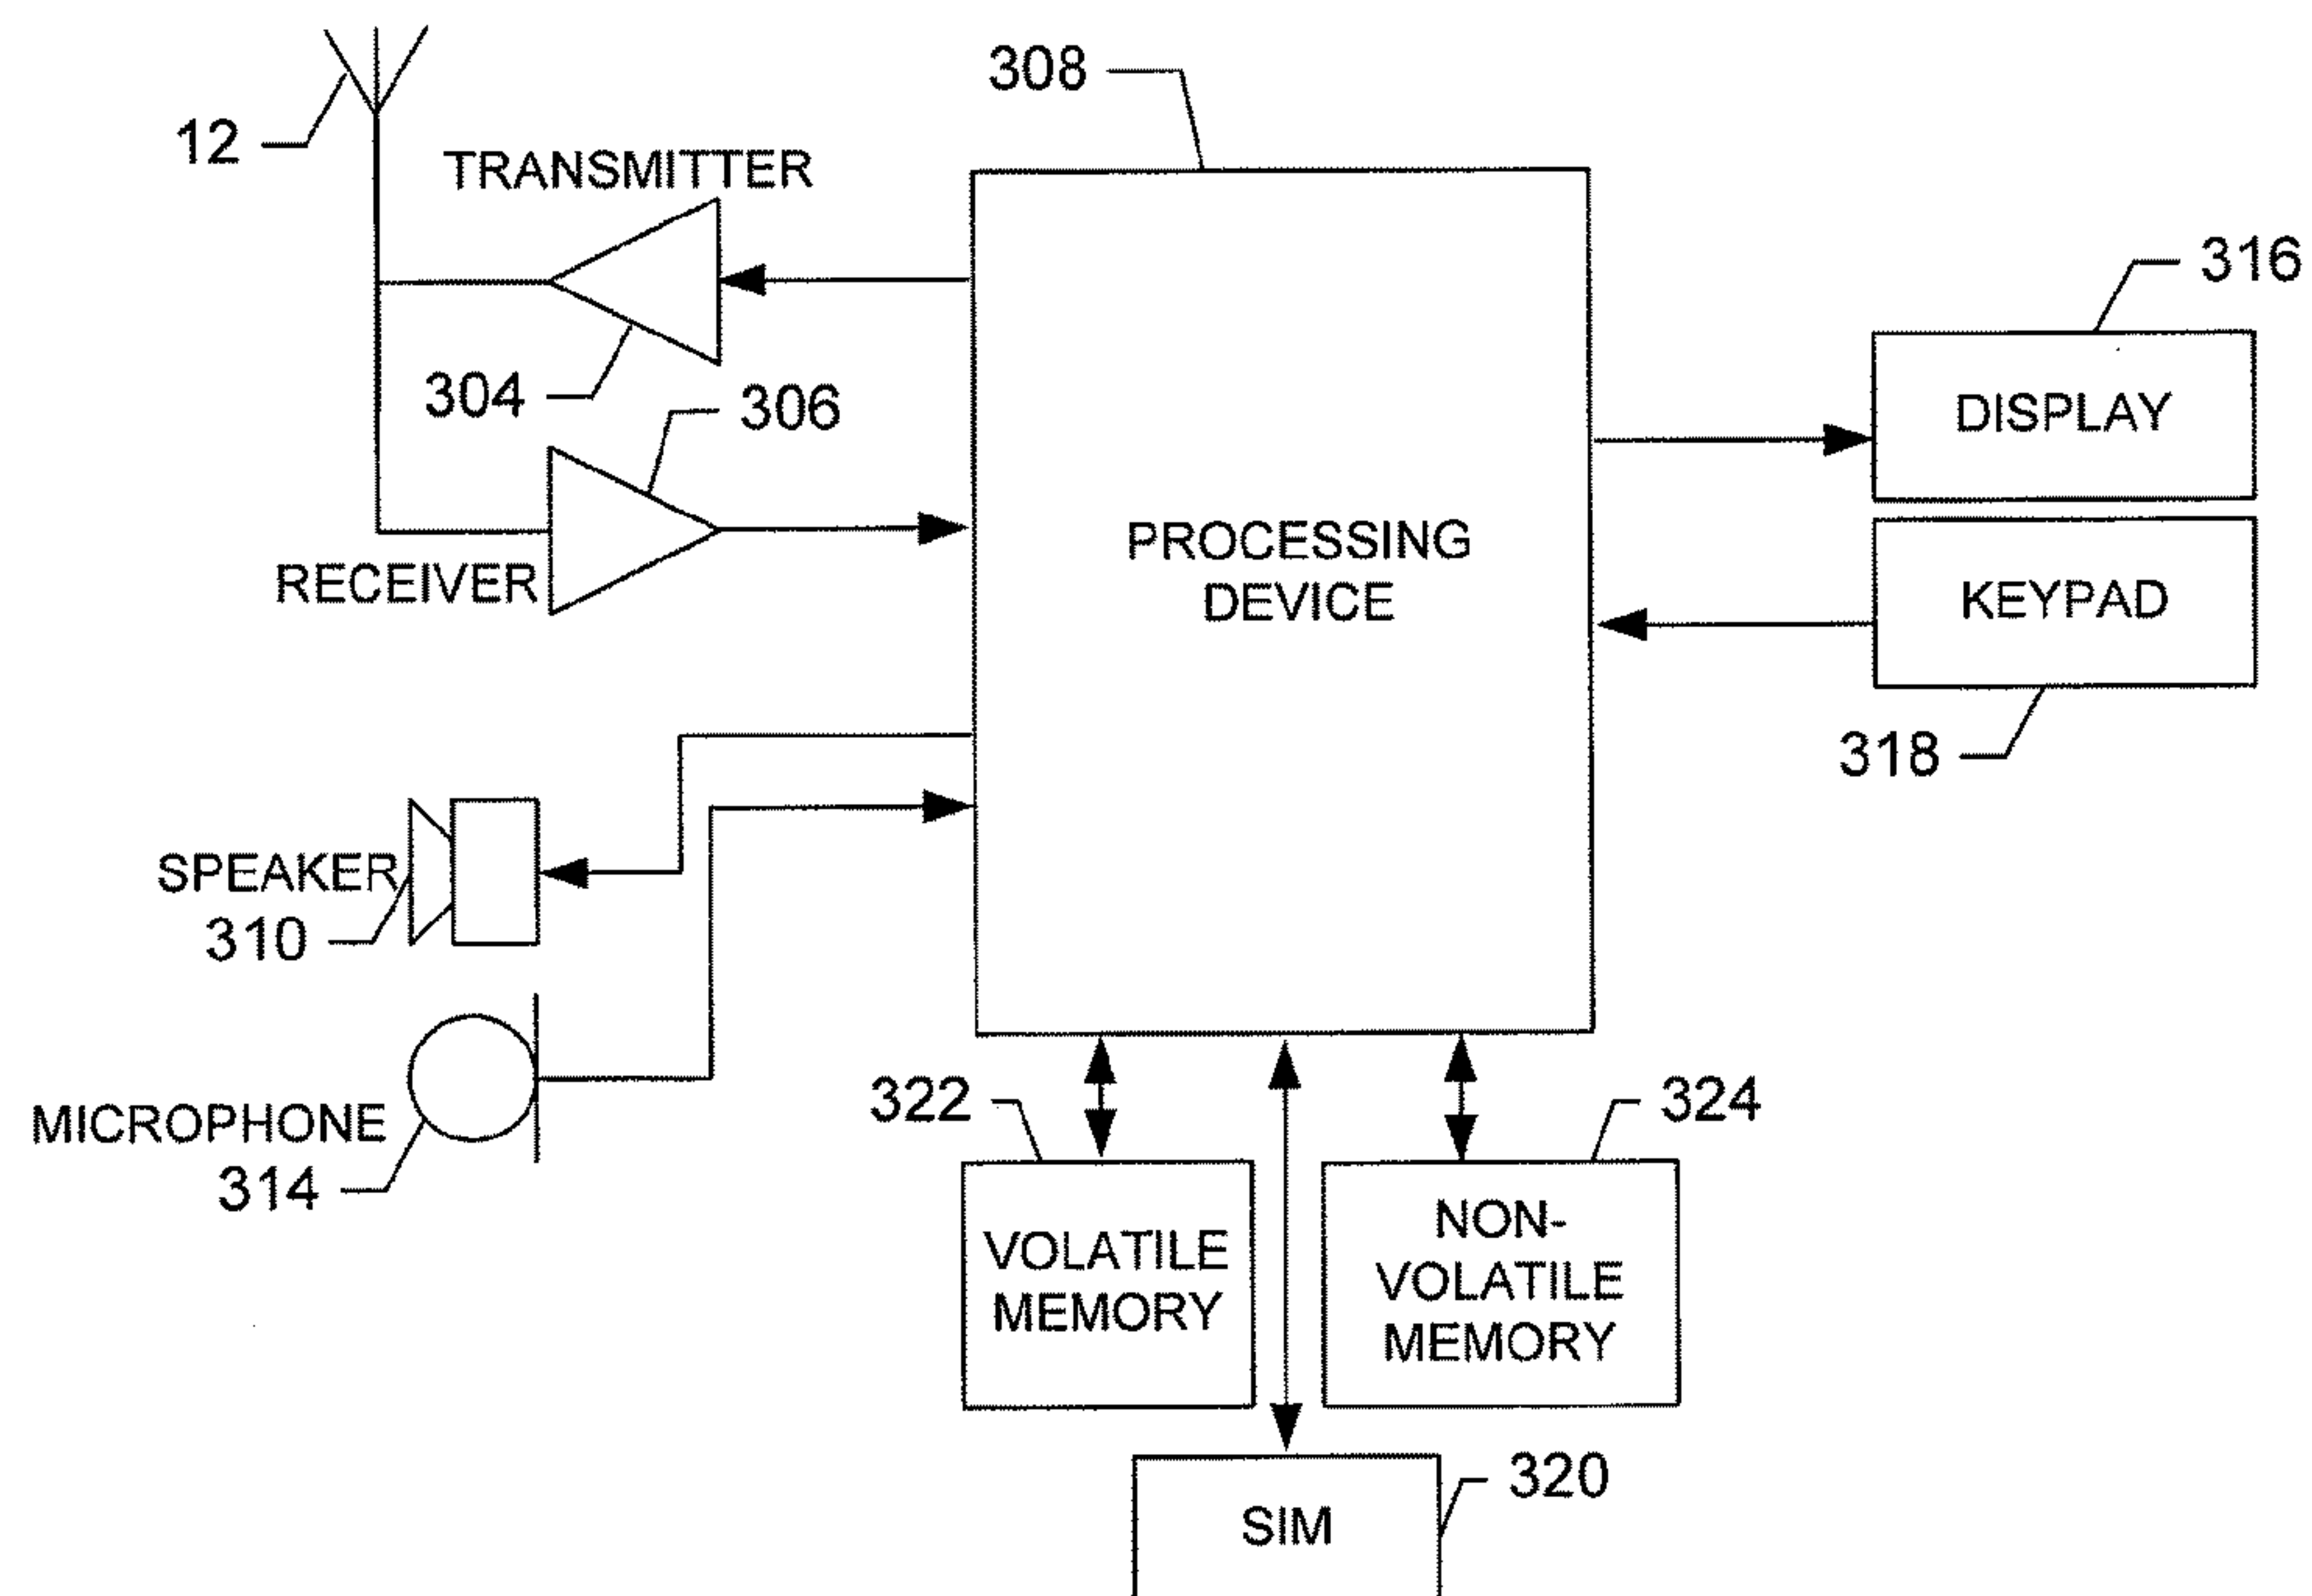 308
12
TRANSMITTER
316
304
306
DISPLAY
PROCESSING
DEVICE
RECEIVER
KEYPAD
318
SPEAKER
310
322
324
MICROPHONE
314
VOLATILE
MEMORY
NON-
VOLATILE
MEMORY
320
SIM